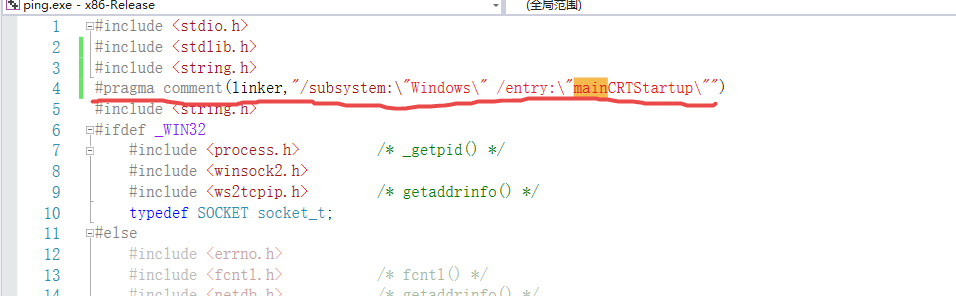 ping.exe - x86-Release (全局范围)
1 #include <stdio.h>
2 #include <stdlib.h>
3 #include <string.h>
4 #pragma comment(linker,"/subsystem:\"Windows\" /entry:\"mainCRTStartup\"")
5 #include <string.h>
6 #ifdef _WIN32
7 #include <process.h> /* _getpid() */
8 #include <winsock2.h>
9 #include <ws2tcpip.h> /* getaddrinfo() */
10 typedef SOCKET socket_t;
11 #else
12 #include <errno.h>
13 #include <fcntl.h> /* fcntl() */
14 #include <netdb.h> /* getaddrinfo() */